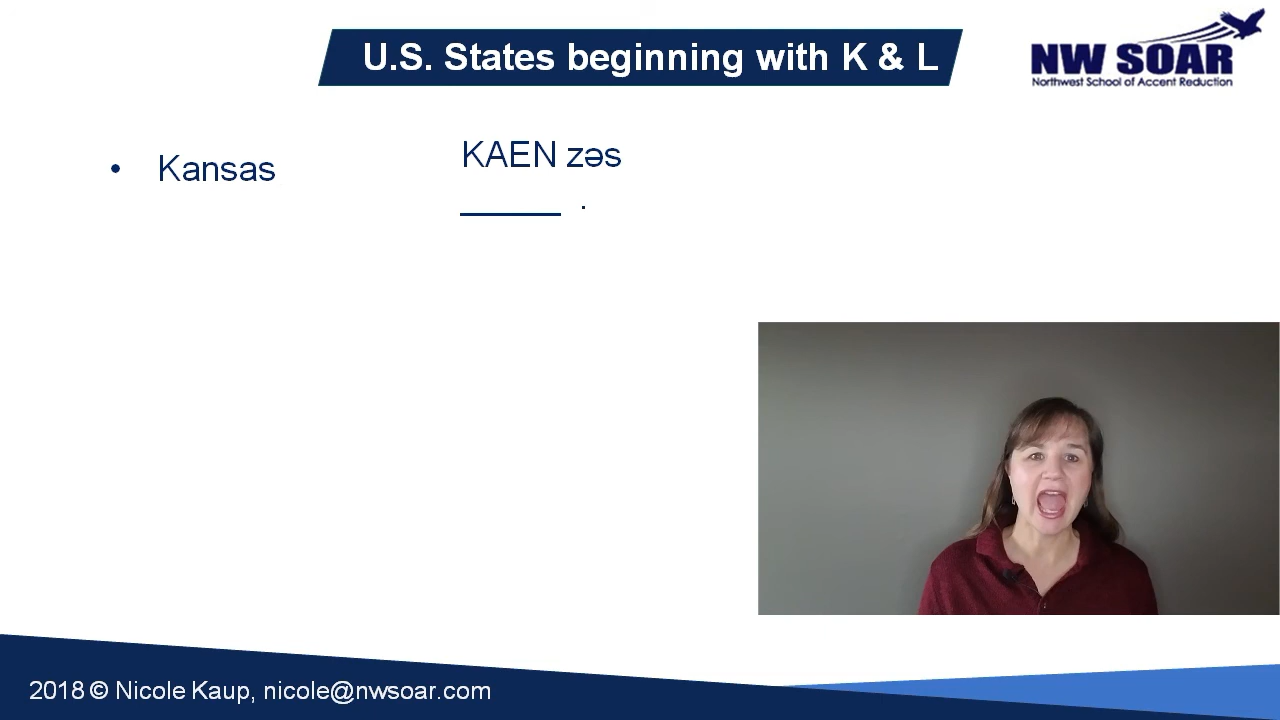 U.S. States beginning with K & L
NW SOAR
Northwest School of Accent Reduction
• Kansas
KAEN zəs
______ .
2018 © Nicole Kaup, nicole@nwsoar.com